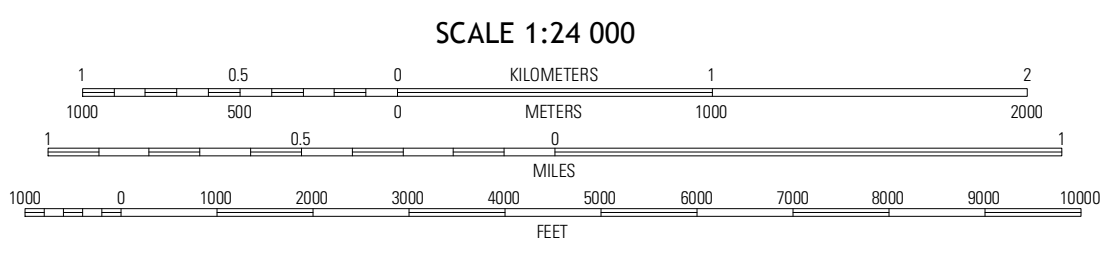 SCALE 1:24 000
1 0.5 0 KILOMETERS 1 2
1000 500 0 METERS 1000 2000
1 0.5 0 1
MILES
1000 0 1000 2000 3000 4000 5000 6000 7000 8000 9000 10000
FEET